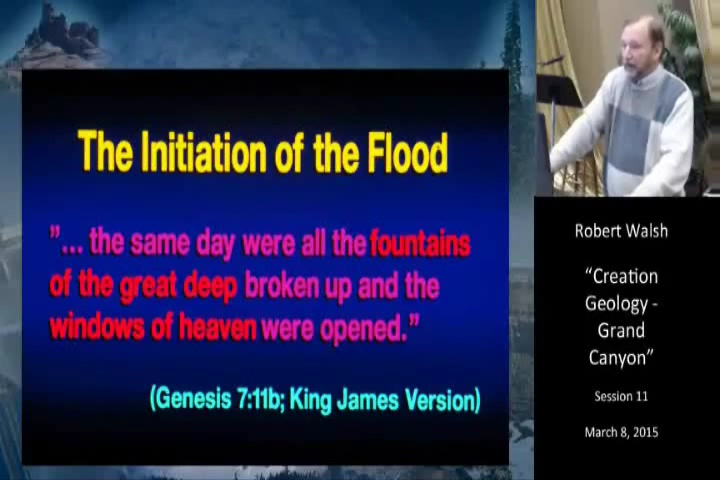 The Initiation of the Flood
"... the same day were all the fountains
of the great deep broken up and the
windows of heaven were opened."
(Genesis 7:11b; King James Version)
Robert Walsh
“Creation
Geology -
Grand
Canyon”
Session 11
March 8, 2015